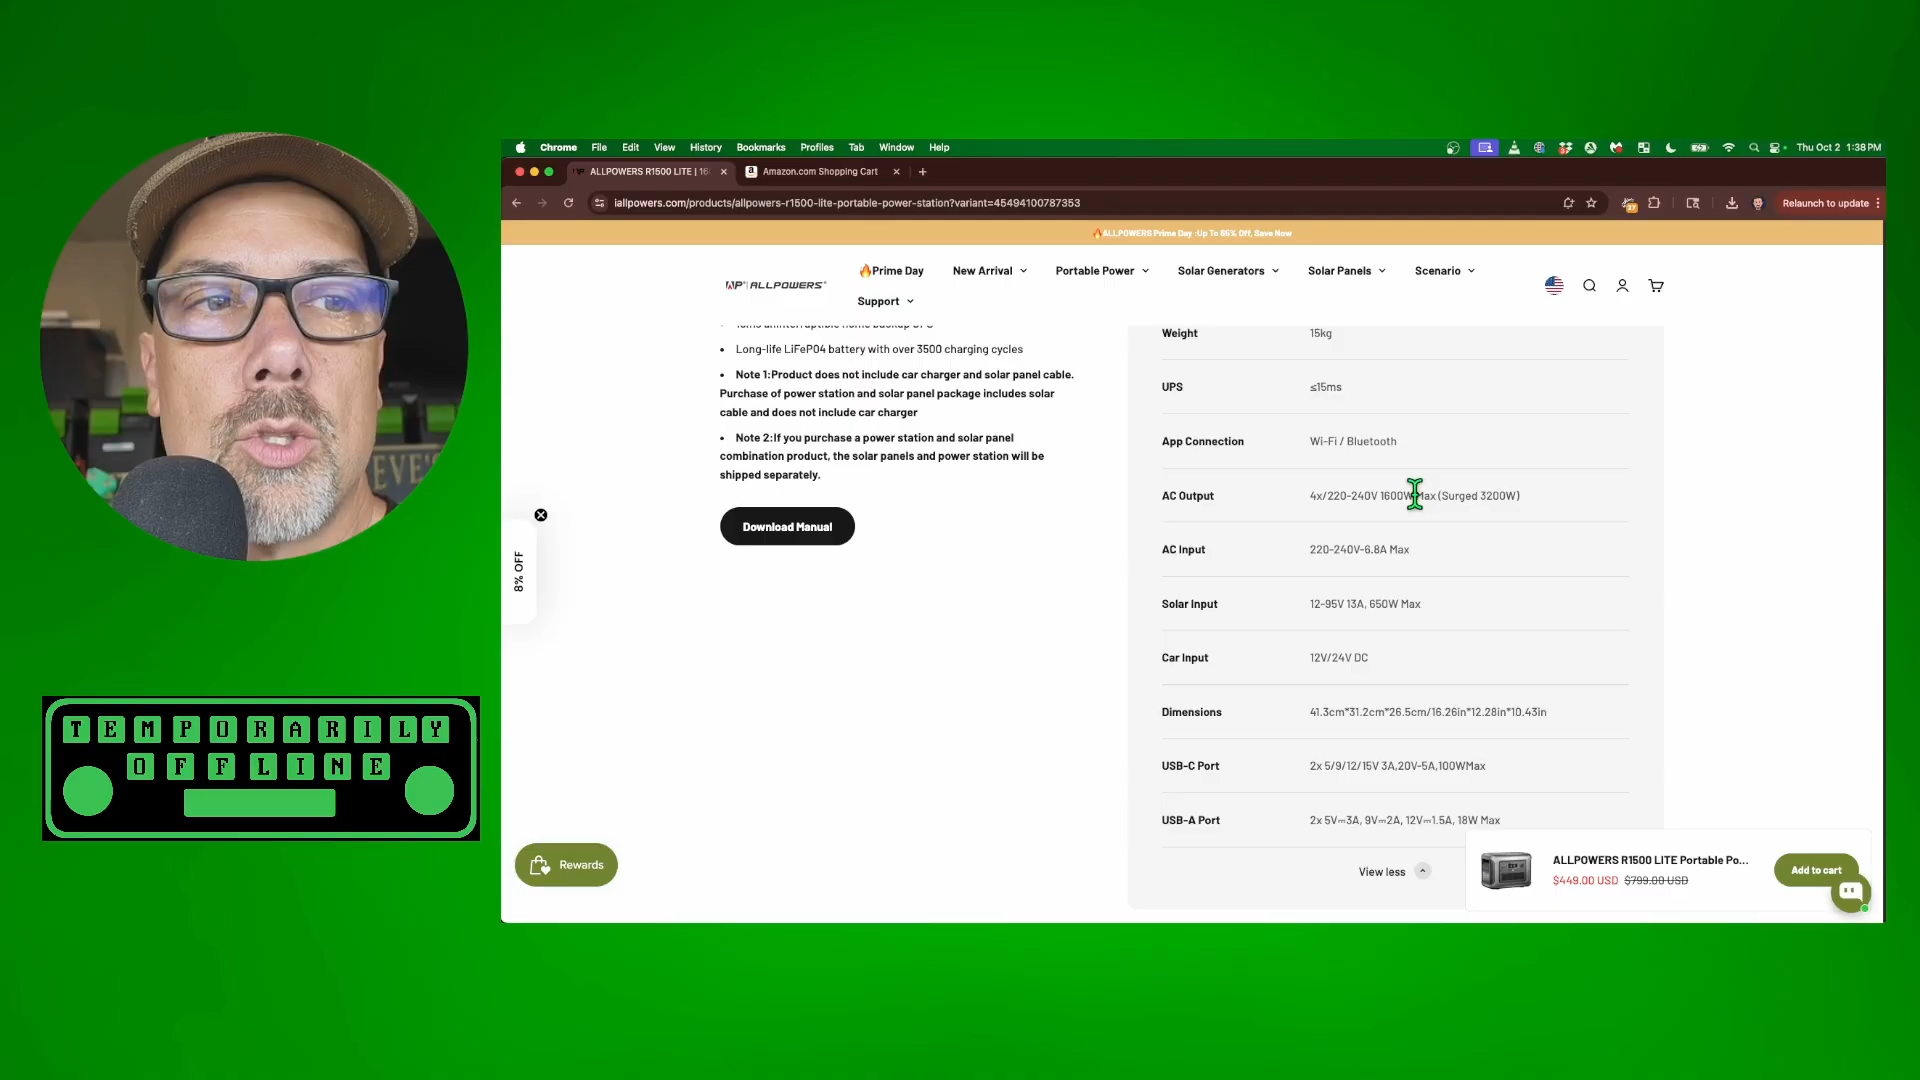 Chrome File Edit View History Bookmarks Profiles Tab Window Help
Thu Oct 2 1:38 PM
ALLPOWERS R1500 LITE | 16
Amazon.com Shopping Cart
iallpowers.com/products/allpowers-r1500-lite-portable-power-station?variant=45494100787353
Relaunch to update
🔥ALLPOWERS Prime Day :Up To 65% Off, Save Now
ALLPOWERS
🔥Prime Day New Arrival Portable Power Solar Generators Solar Panels Scenario
Support
• Long-life LiFeP04 battery with over 3500 charging cycles
• Note 1:Product does not include car charger and solar panel cable.
Purchase of power station and solar panel package includes solar
cable and does not include car charger
• Note 2:If you purchase a power station and solar panel
combination product, the solar panels and power station will be
shipped separately.
Download Manual
8% OFF
Rewards
Weight 15kg
UPS ≤15ms
App Connection Wi-Fi / Bluetooth
AC Output 4x/220-240V 1600W Max (Surged 3200W)
AC Input 220-240V-6.8A Max
Solar Input 12-95V 13A, 650W Max
Car Input 12V/24V DC
Dimensions 41.3cm*31.2cm*26.5cm/16.26in*12.28in*10.43in
USB-C Port 2x 5/9/12/15V 3A,20V-5A,100WMax
USB-A Port 2x 5V⎓3A, 9V⎓2A, 12V⎓1.5A, 18W Max
View less
ALLPOWERS R1500 LITE Portable Po...
$449.00 USD $799.00 USD
Add to cart
TEMPORARILY
OFFLINE